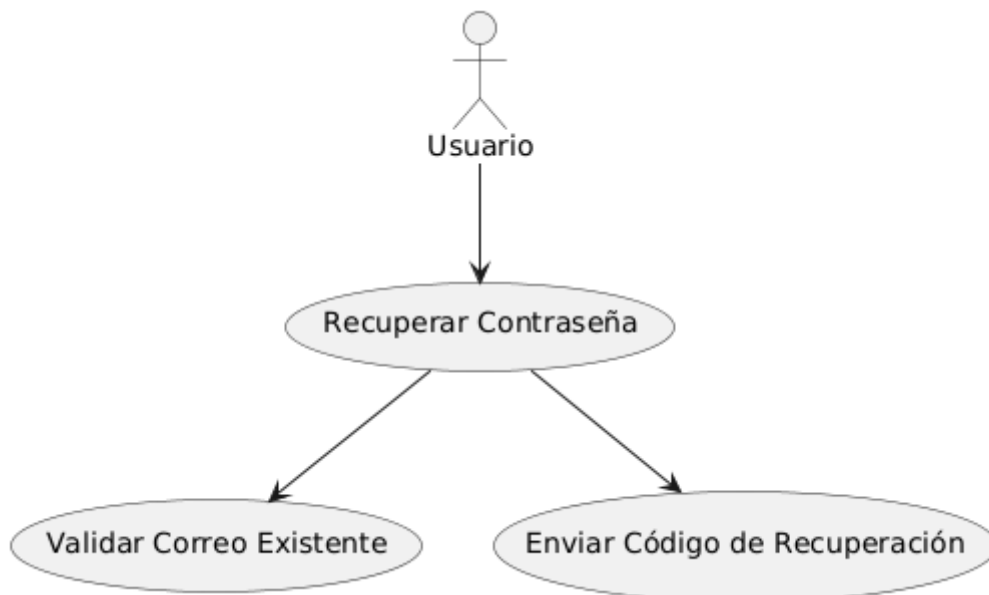 Usuario
Recuperar Contraseña
Validar Correo Existente
Enviar Código de Recuperación